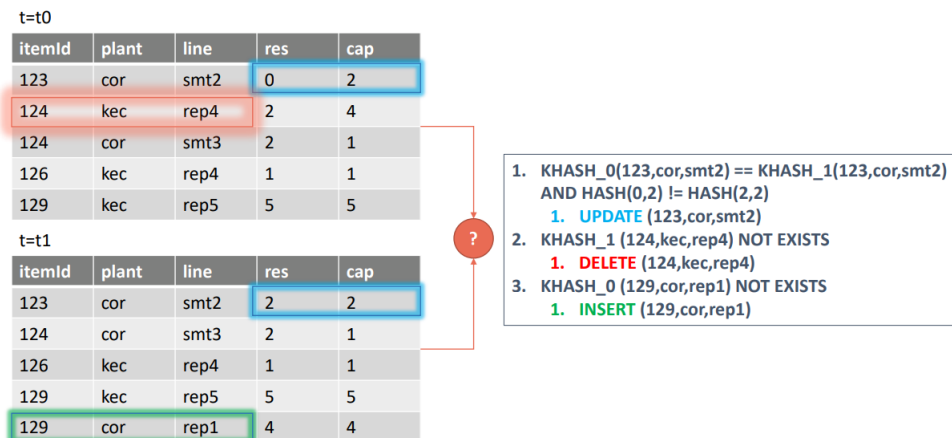 t=t0
itemId plant line res cap
123 cor smt2 0 2
124 kec rep4 2 4
124 cor smt3 2 1
126 kec rep4 1 1
129 kec rep5 5 5
t=t1
itemId plant line res cap
123 cor smt2 2 2
124 cor smt3 2 1
126 kec rep4 1 1
129 kec rep5 5 5
129 cor rep1 4 4
?
1. KHASH_0(123,cor,smt2) == KHASH_1(123,cor,smt2)
AND HASH(0,2) != HASH(2,2)
1. UPDATE (123,cor,smt2)
2. KHASH_1 (124,kec,rep4) NOT EXISTS
1. DELETE (124,kec,rep4)
3. KHASH_0 (129,cor,rep1) NOT EXISTS
1. INSERT (129,cor,rep1)